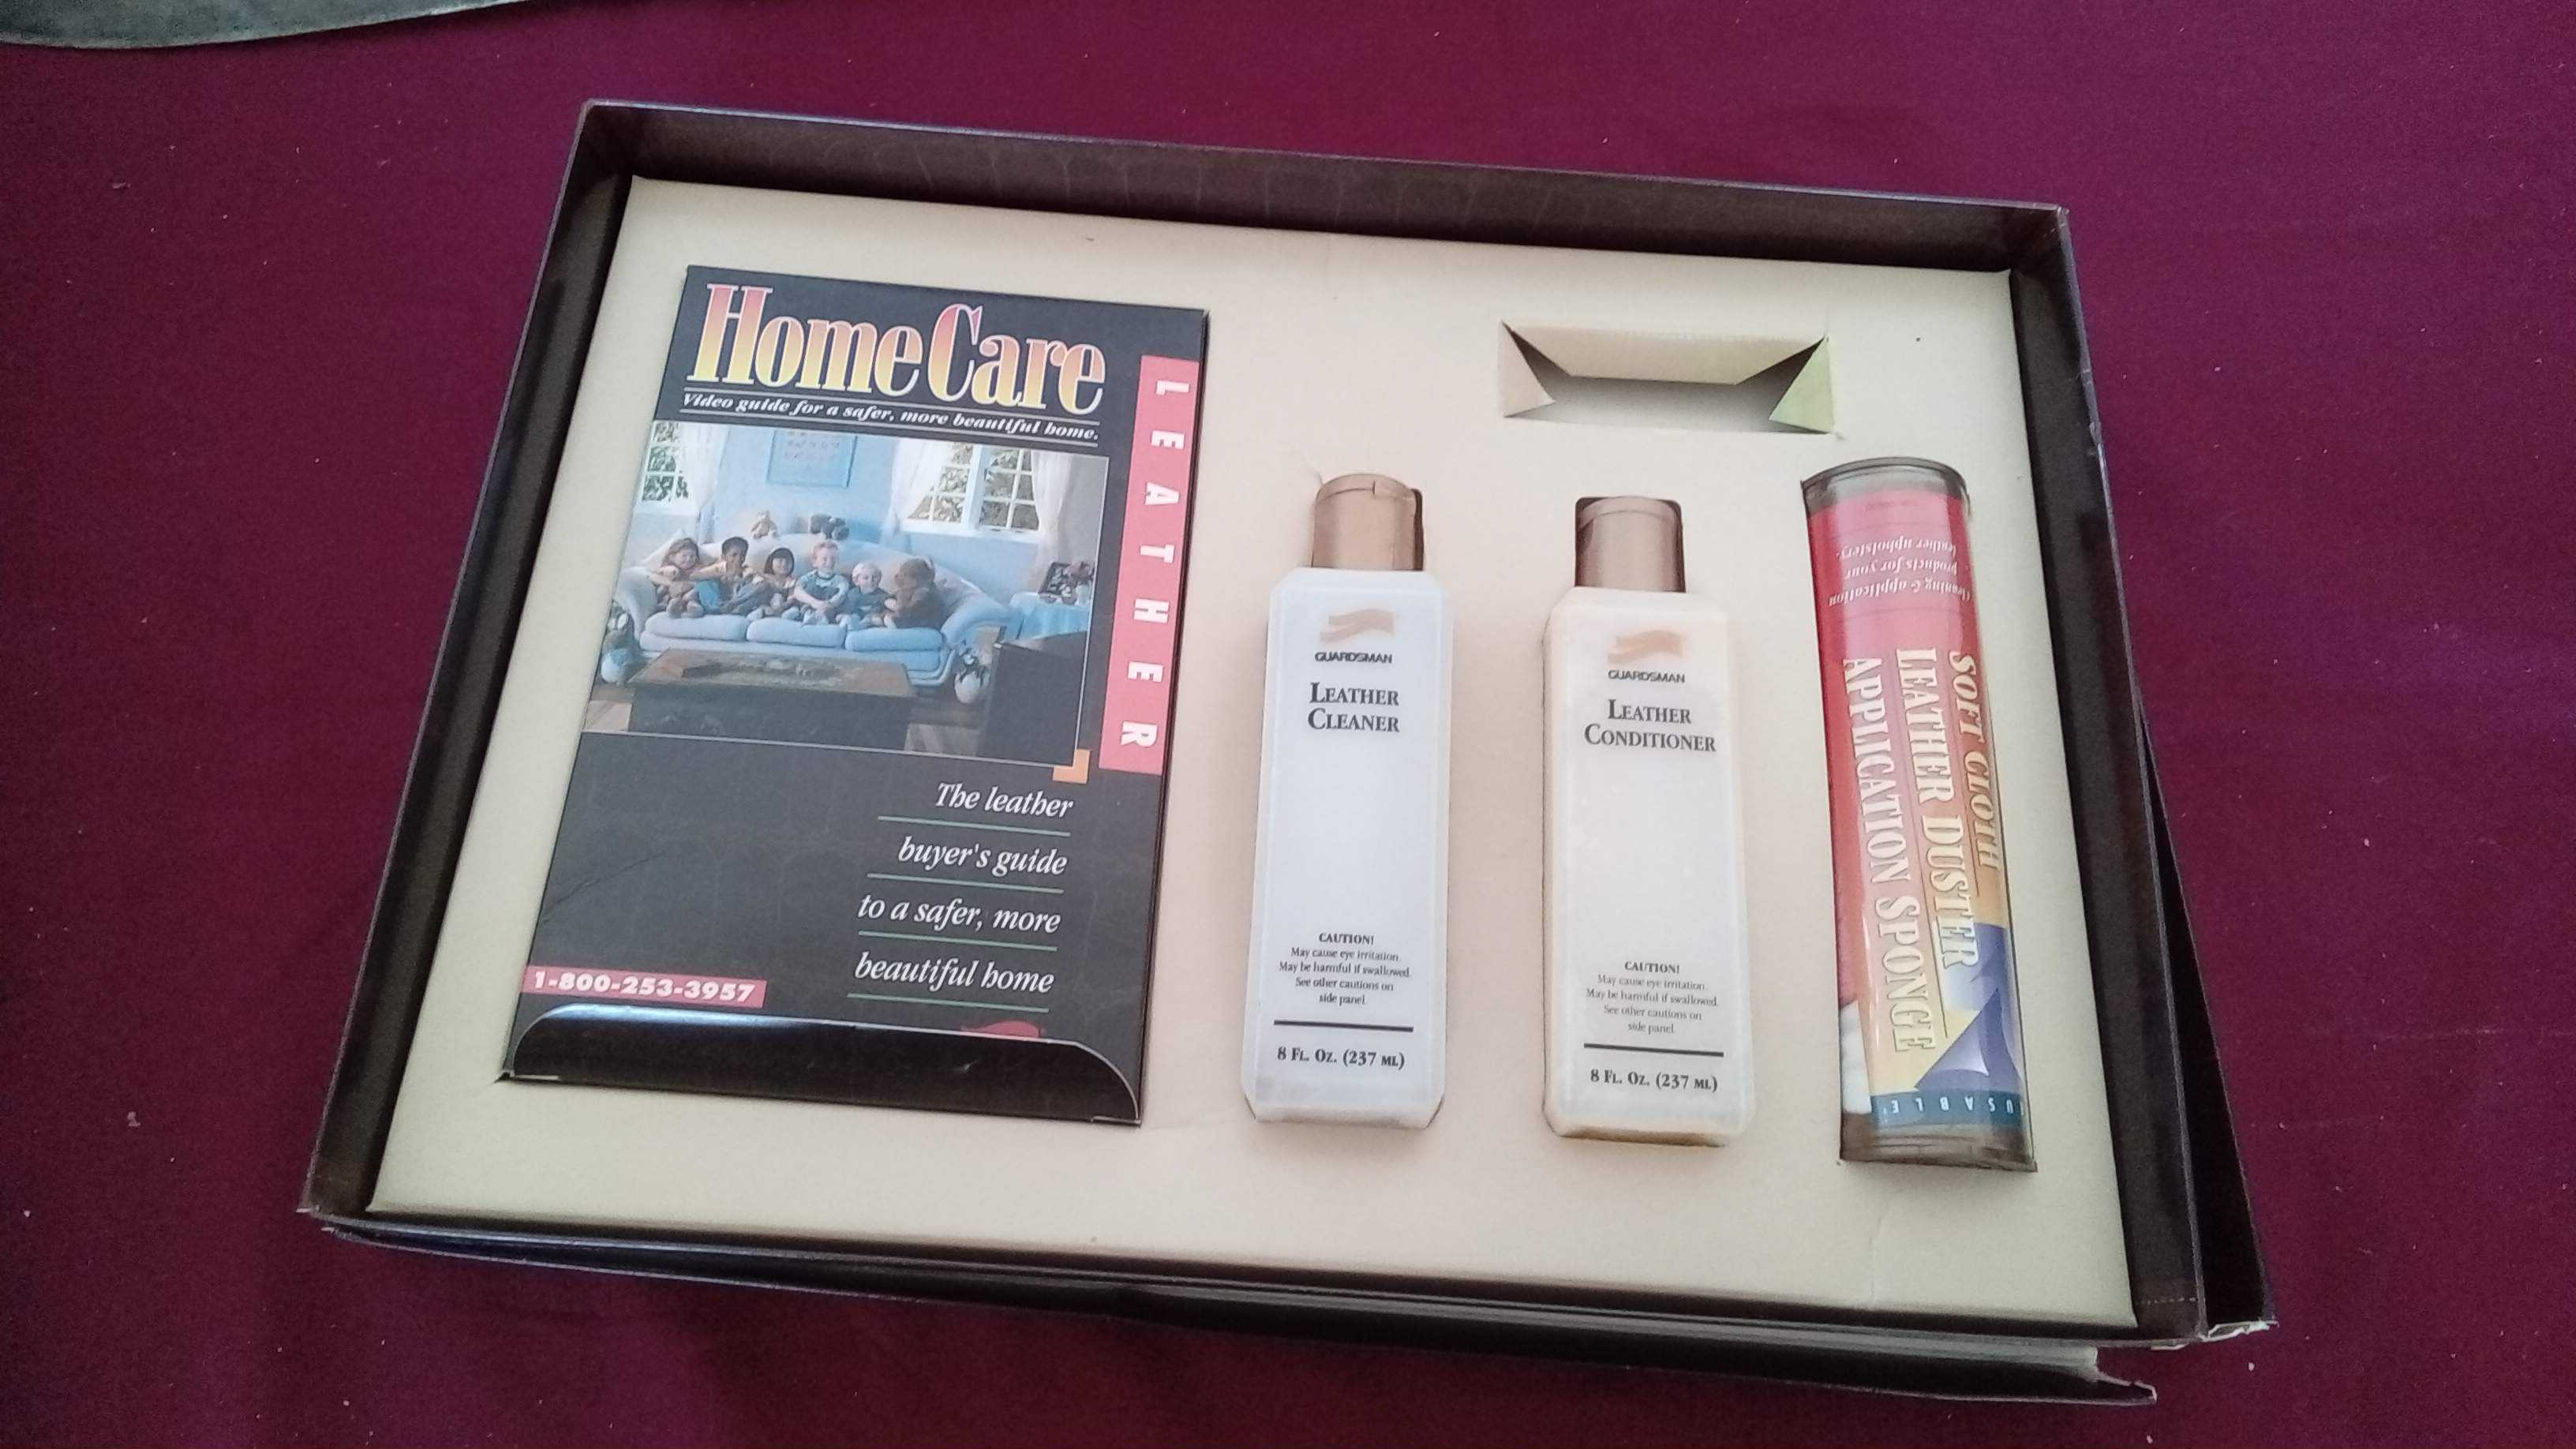 HomeCare
Video guide for a safer, more beautiful home.
LEATHER
The leather
buyer's guide
to a safer, more
beautiful home
1-800-253-3957
GUARDSMAN
LEATHER
CLEANER
CAUTION!
May cause eye irritation.
May be harmful if swallowed.
See other cautions on
side panel.
8 FL. OZ. (237 ML)
GUARDSMAN
LEATHER
CONDITIONER
CAUTION!
May cause eye irritation.
May be harmful if swallowed.
See other cautions on
side panel.
8 FL. OZ. (237 ML)
SOFT CLOTH
LEATHER DUSTER
APPLICATION SPONGE
Cleaning & application
products for your
leather upholstery.
USABLE